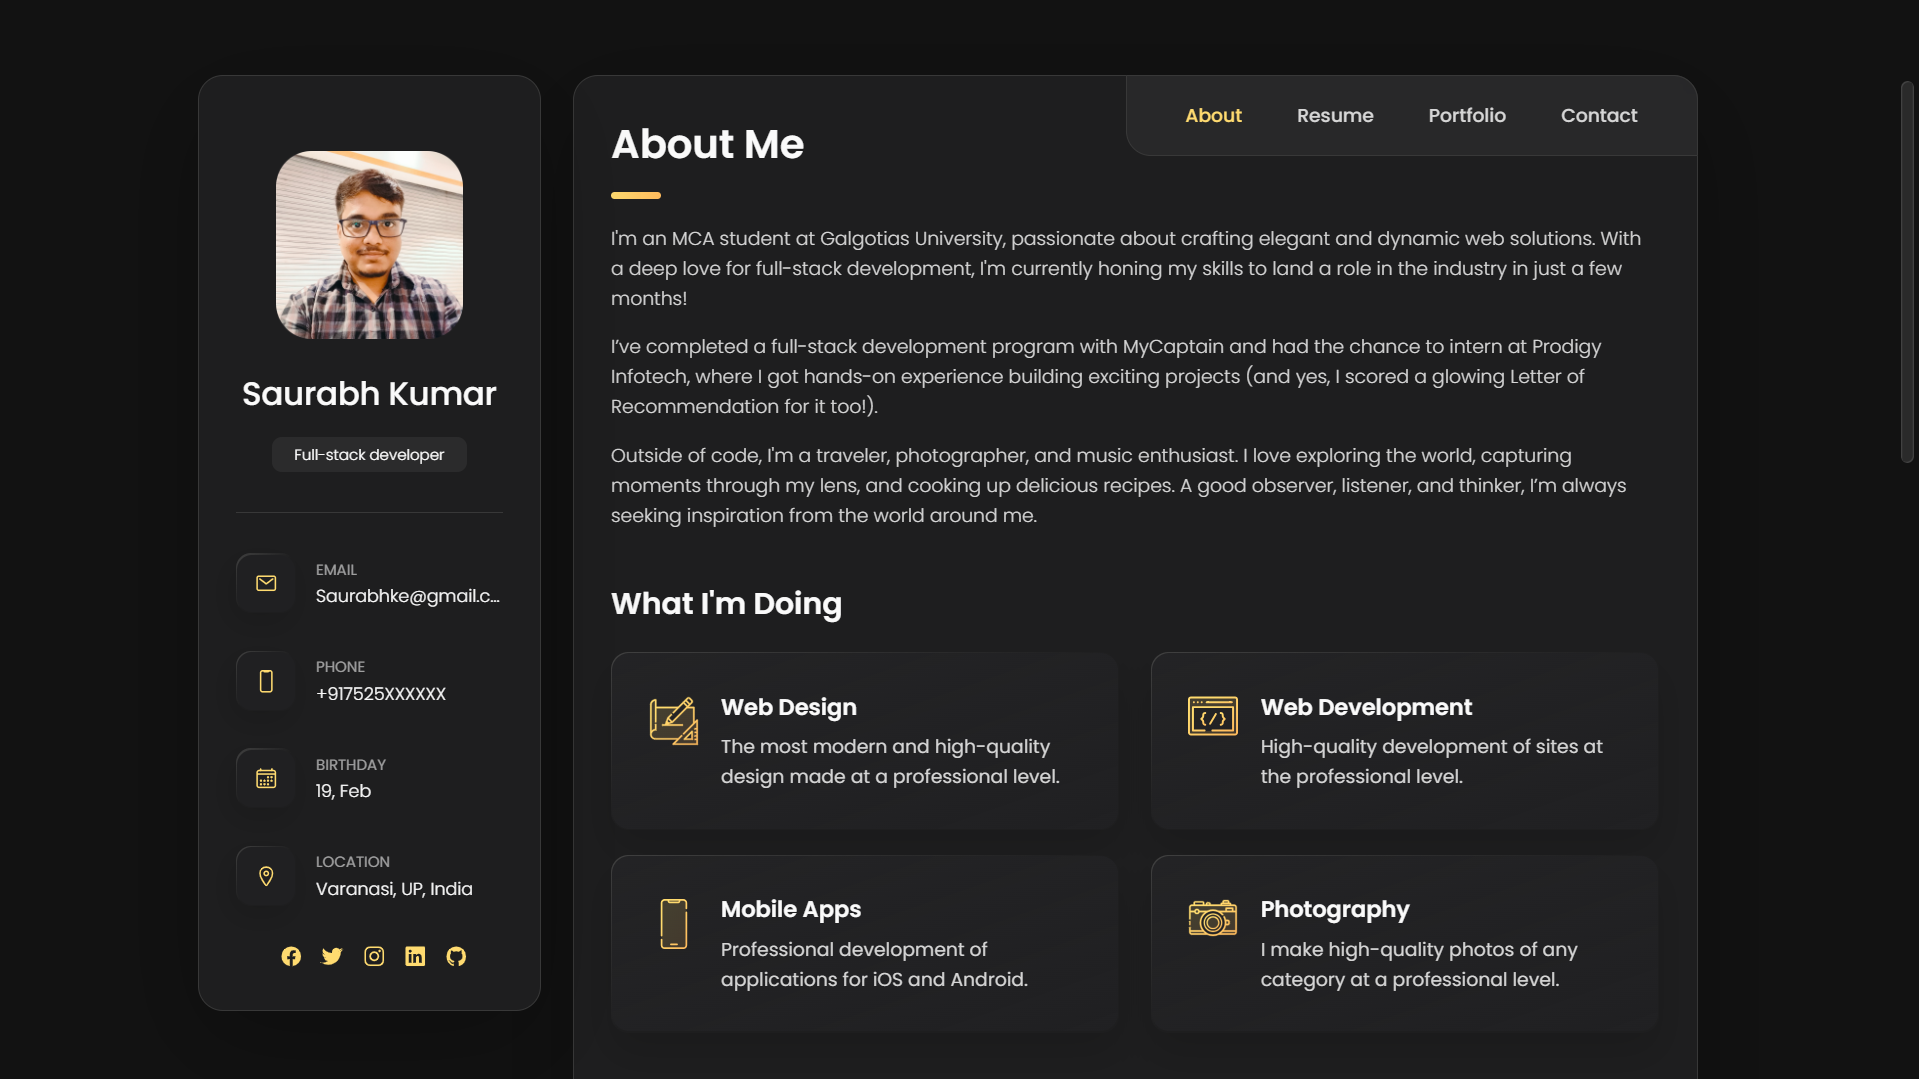 Saurabh Kumar
Full-stack developer
EMAIL
Saurabhke@gmail.c...
PHONE
+917525XXXXXX
BIRTHDAY
19, Feb
LOCATION
Varanasi, UP, India
About
Resume
Portfolio
Contact
About Me
I'm an MCA student at Galgotias University, passionate about crafting elegant and dynamic web solutions. With
a deep love for full-stack development, I'm currently honing my skills to land a role in the industry in just a few
months!
I’ve completed a full-stack development program with MyCaptain and had the chance to intern at Prodigy
Infotech, where I got hands-on experience building exciting projects (and yes, I scored a glowing Letter of
Recommendation for it too!).
Outside of code, I'm a traveler, photographer, and music enthusiast. I love exploring the world, capturing
moments through my lens, and cooking up delicious recipes. A good observer, listener, and thinker, I’m always
seeking inspiration from the world around me.
What I'm Doing
Web Design
The most modern and high-quality
design made at a professional level.
Web Development
High-quality development of sites at
the professional level.
Mobile Apps
Professional development of
applications for iOS and Android.
Photography
I make high-quality photos of any
category at a professional level.